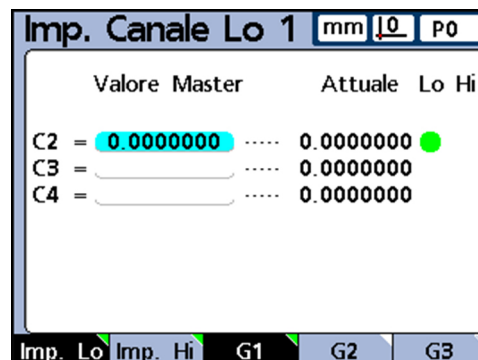 Imp. Canale Lo 1 mm 0 P0
Valore Master Attuale Lo Hi
C2 = 0.0000000 ..... 0.0000000
C3 = ..... 0.0000000
C4 = ..... 0.0000000
Imp. Lo Imp. Hi G1 G2 G3